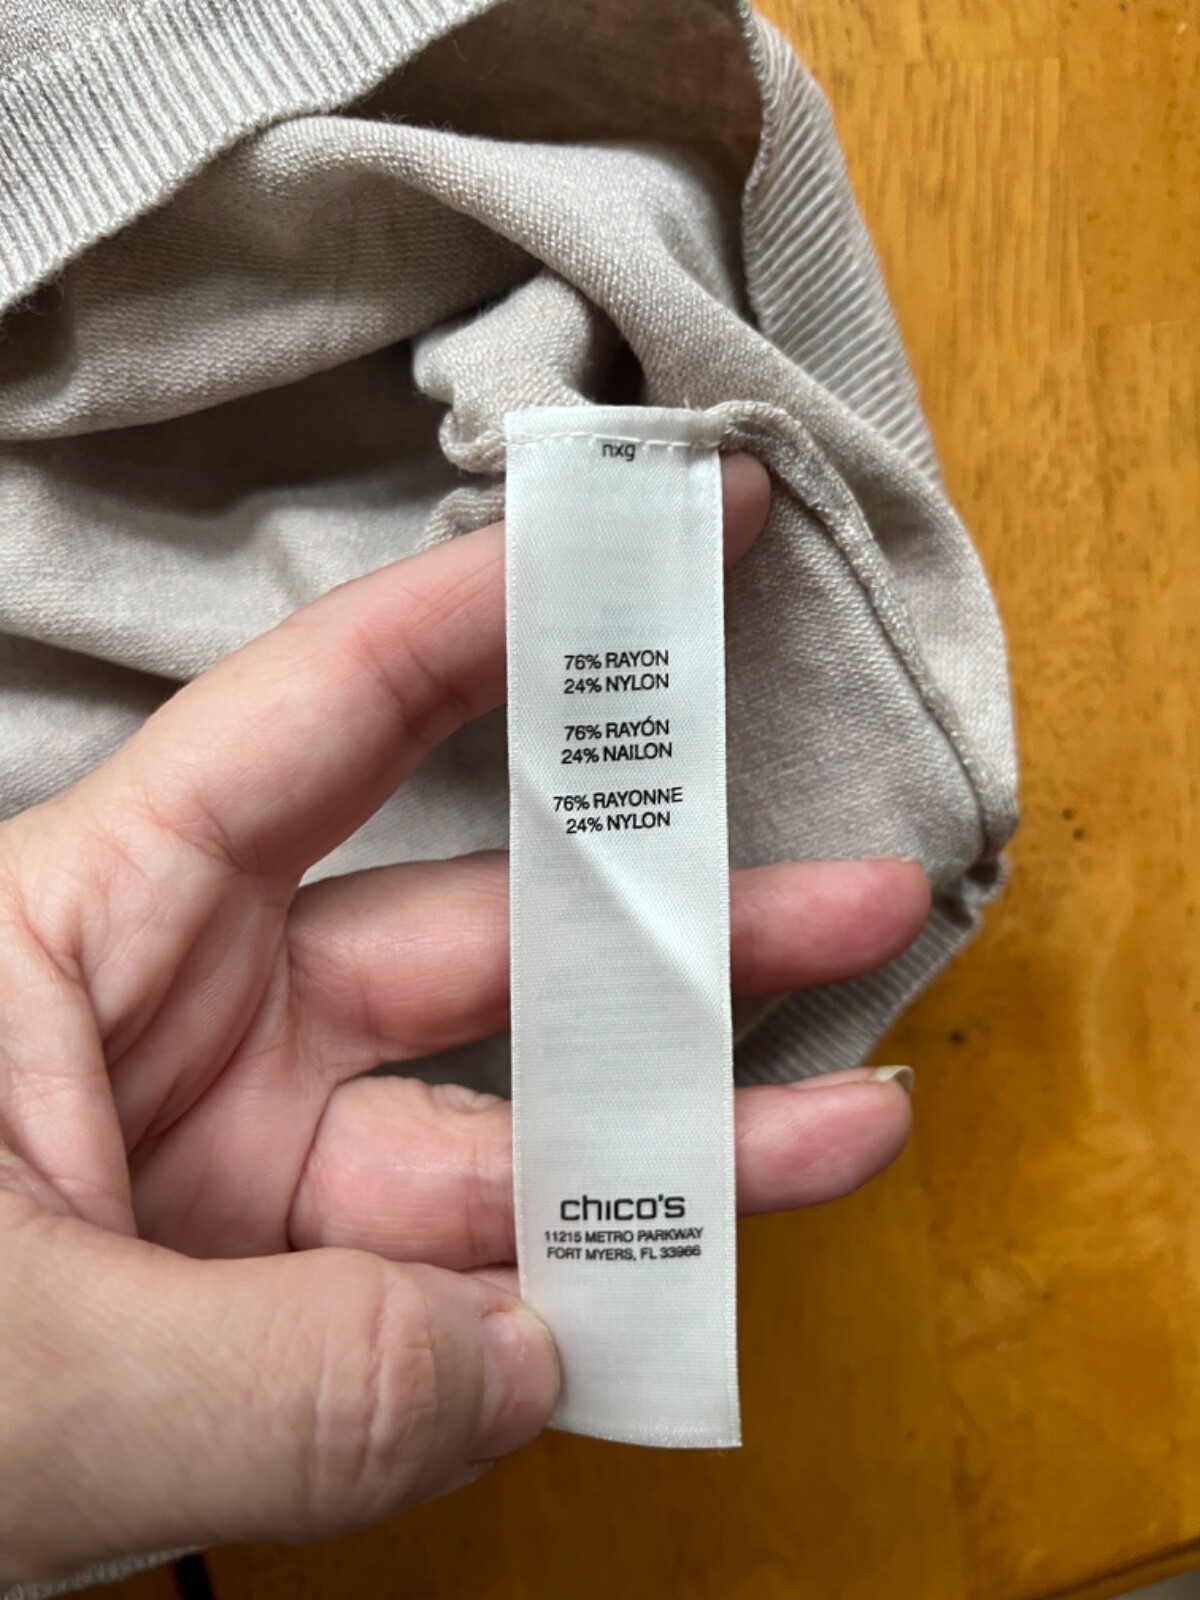 nxg
76% RAYON
24% NYLON
76% RAYÓN
24% NAILON
76% RAYONNE
24% NYLON
chico's
11215 METRO PARKWAY
FORT MYERS, FL 33966